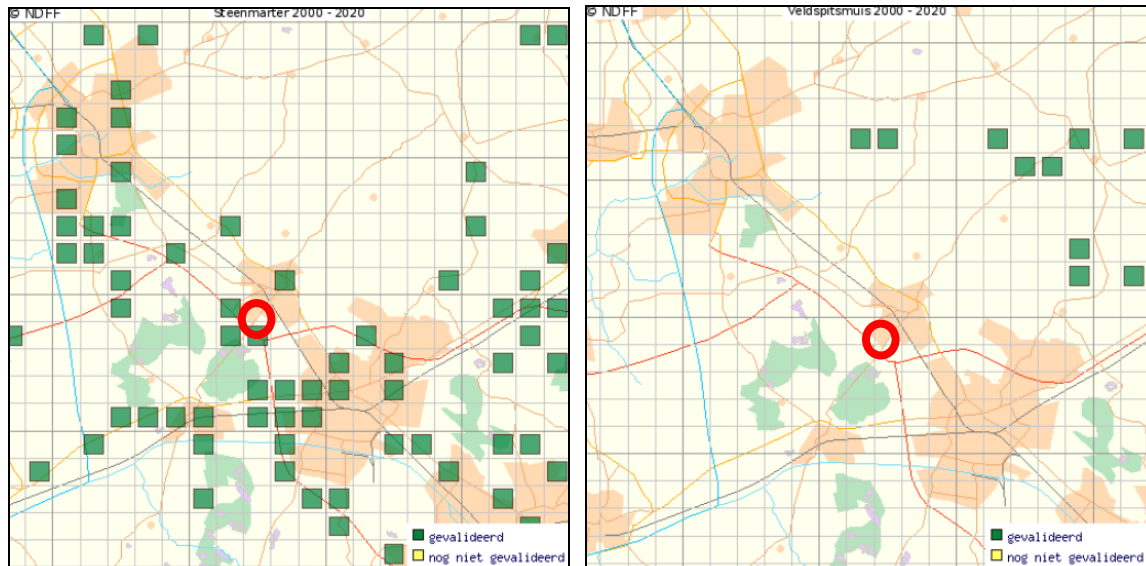 © NDFF
Steenmarter 2000 - 2020
gevalideerd
nog niet gevalideerd
© NDFF
Veldspitsmuis 2000 - 2020
gevalideerd
nog niet gevalideerd